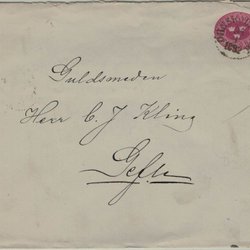 Guldsmeden
Herr C. J. Kling
Gefle